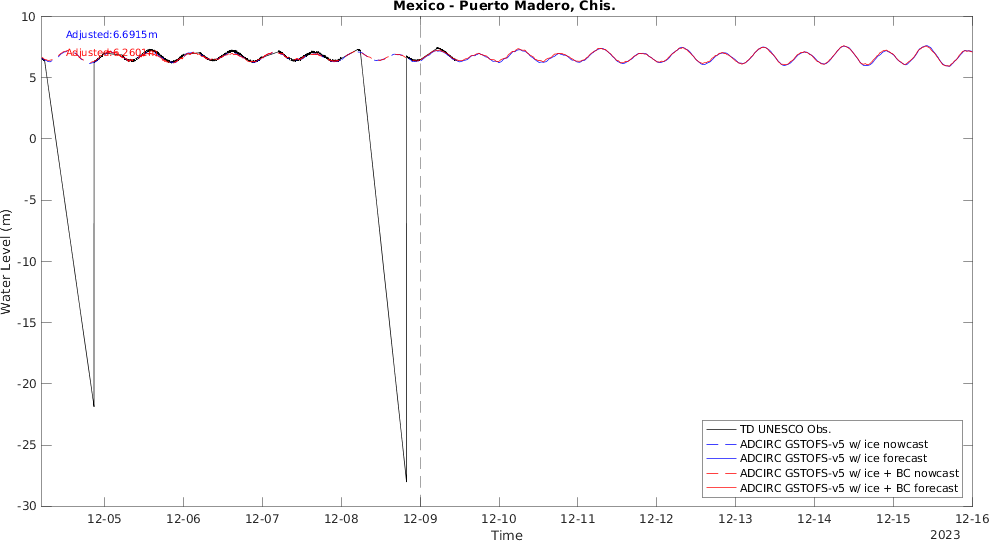 Mexico - Puerto Madero, Chis.
Adjusted:6.6915m
Adjusted:6.2601m
Water Level (m)
10
5
0
-5
-10
-15
-20
-25
-30
12-05 12-06 12-07 12-08 12-09 12-10 12-11 12-12 12-13 12-14 12-15 12-16
Time
2023
TD UNESCO Obs.
ADCIRC GSTOFS-v5 w/ ice nowcast
ADCIRC GSTOFS-v5 w/ ice forecast
ADCIRC GSTOFS-v5 w/ ice + BC nowcast
ADCIRC GSTOFS-v5 w/ ice + BC forecast